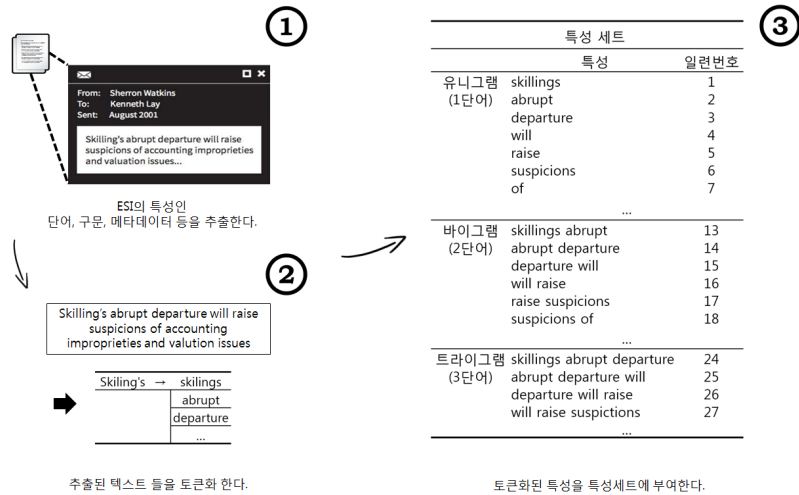 1
From: Sherron Watkins
To: Kenneth Lay
Sent: August 2001
Skilling's abrupt departure will raise
suspicions of accounting improprieties
and valuation issues...
ESI의 특성인
단어, 구문, 메타데이터 등을 추출한다.
2
Skilling's abrupt departure will raise
suspicions of accounting
improprieties and valution issues
Skiling's → skilings
abrupt
departure
...
추출된 텍스트 들을 토큰화 한다.
3
특성 세트
특성 일련번호
유니그램 skillings 1
(1단어) abrupt 2
departure 3
will 4
raise 5
suspicions 6
of 7
...
바이그램 skillings abrupt 13
(2단어) abrupt departure 14
departure will 15
will raise 16
raise suspicions 17
suspicions of 18
...
트라이그램 skillings abrupt departure 24
(3단어) abrupt departure will 25
departure will raise 26
will raise suspictions 27
...
토큰화된 특성을 특성세트에 부여한다.